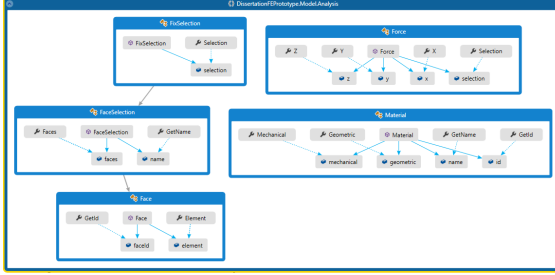 DissertationFEPrototype.Model.Analysis
FixSelection
FixSelection Selection
selection
Force
Z Y Force X Selection
z y x selection
FaceSelection
Faces FaceSelection GetName
faces name
Material
Mechanical Geometric Material GetName GetId
mechanical geometric name id
Face
GetId Face Element
faceId element